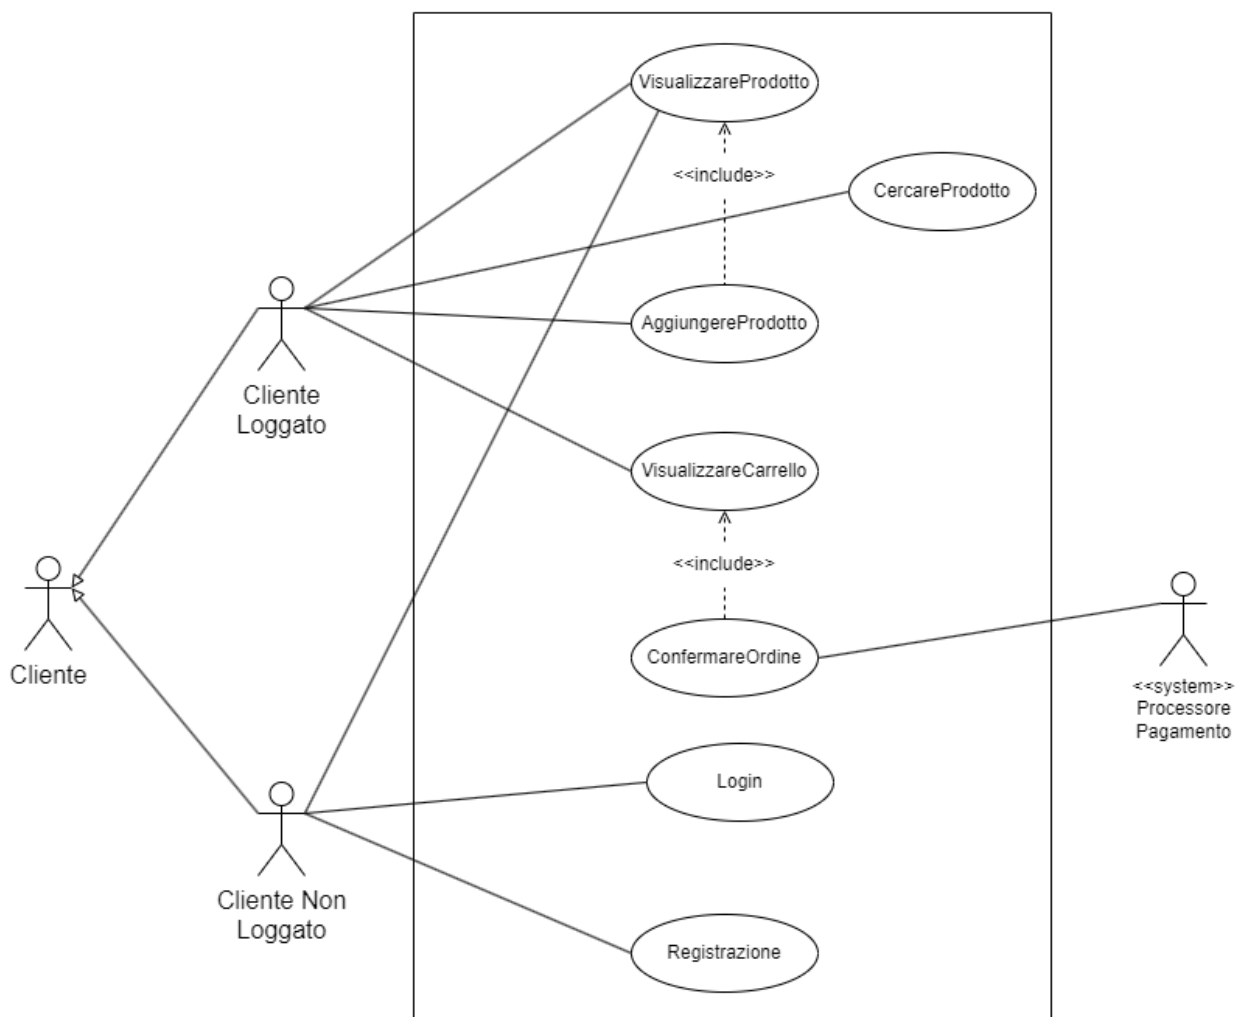 VisualizzareProdotto
<<include>>
CercareProdotto
AggiungereProdotto
Cliente
Loggato
VisualizzareCarrello
<<include>>
ConfermareOrdine
Cliente
<<system>>
Processore
Pagamento
Login
Cliente Non
Loggato
Registrazione